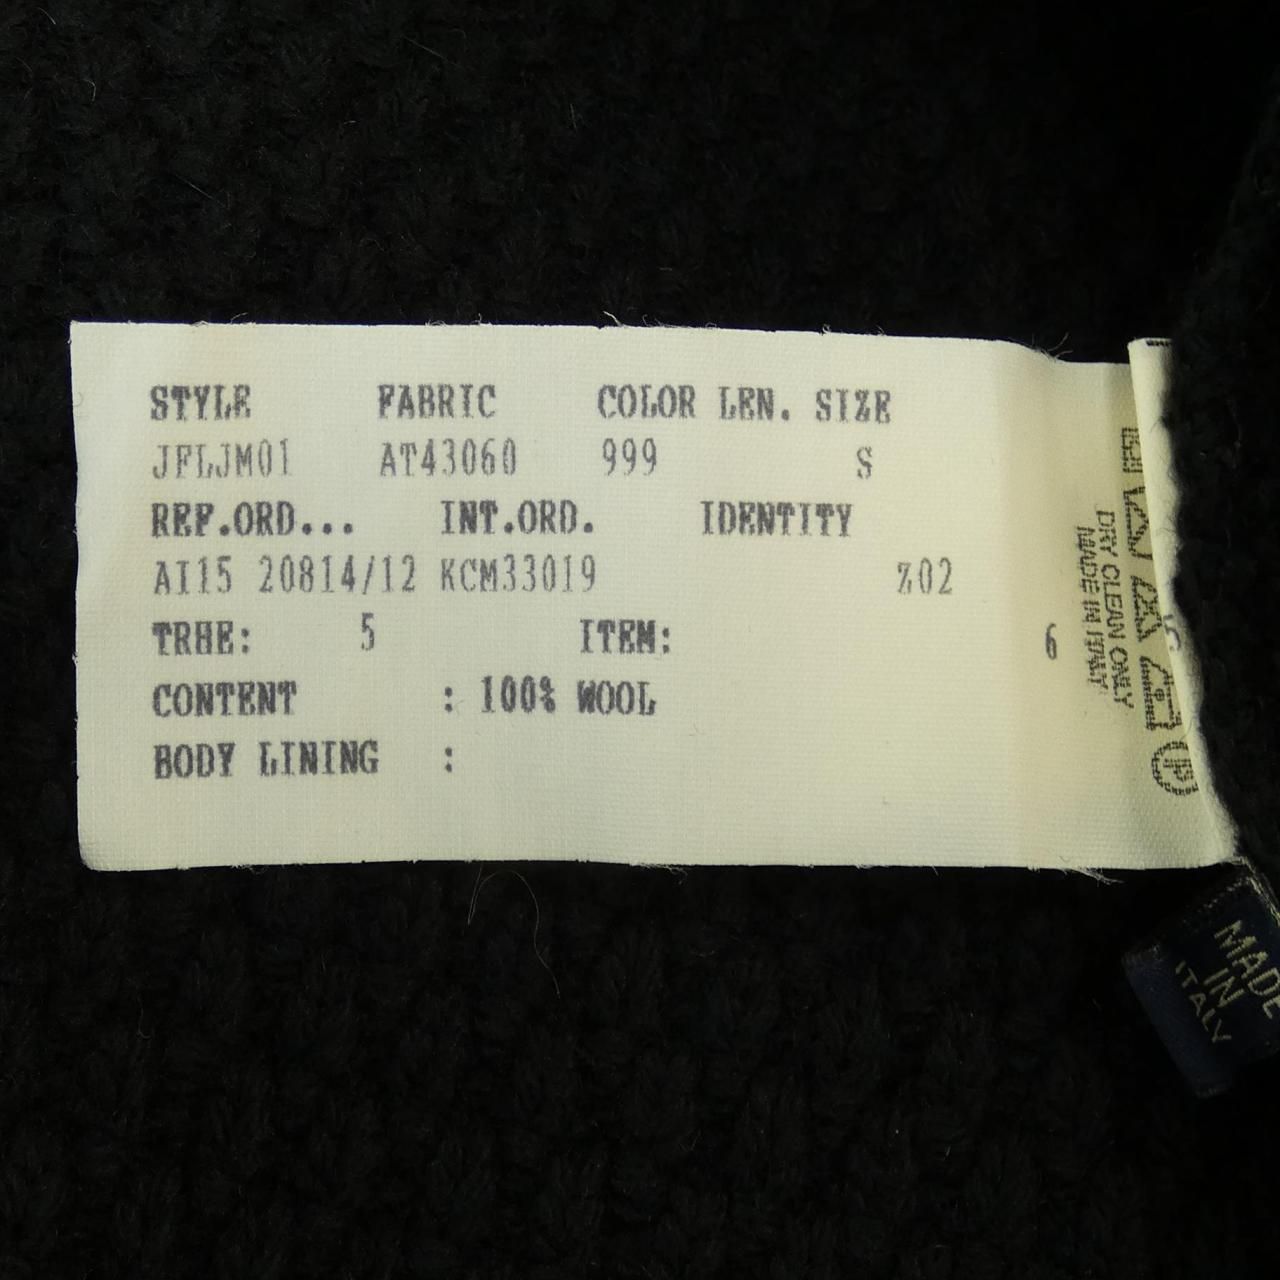 STYLE FABRIC COLOR LEN. SIZE
JFLJM01 AT43060 999 S
REF.ORD... INT.ORD. IDENTITY
AI15 20814/12 KCM33019 %02
TRHE: 5 ITEM: 6
CONTENT : 100% WOOL
BODY LINING :
DRY CLEAN ONLY
MADE IN ITALY
P
MADE
IN
ITALY